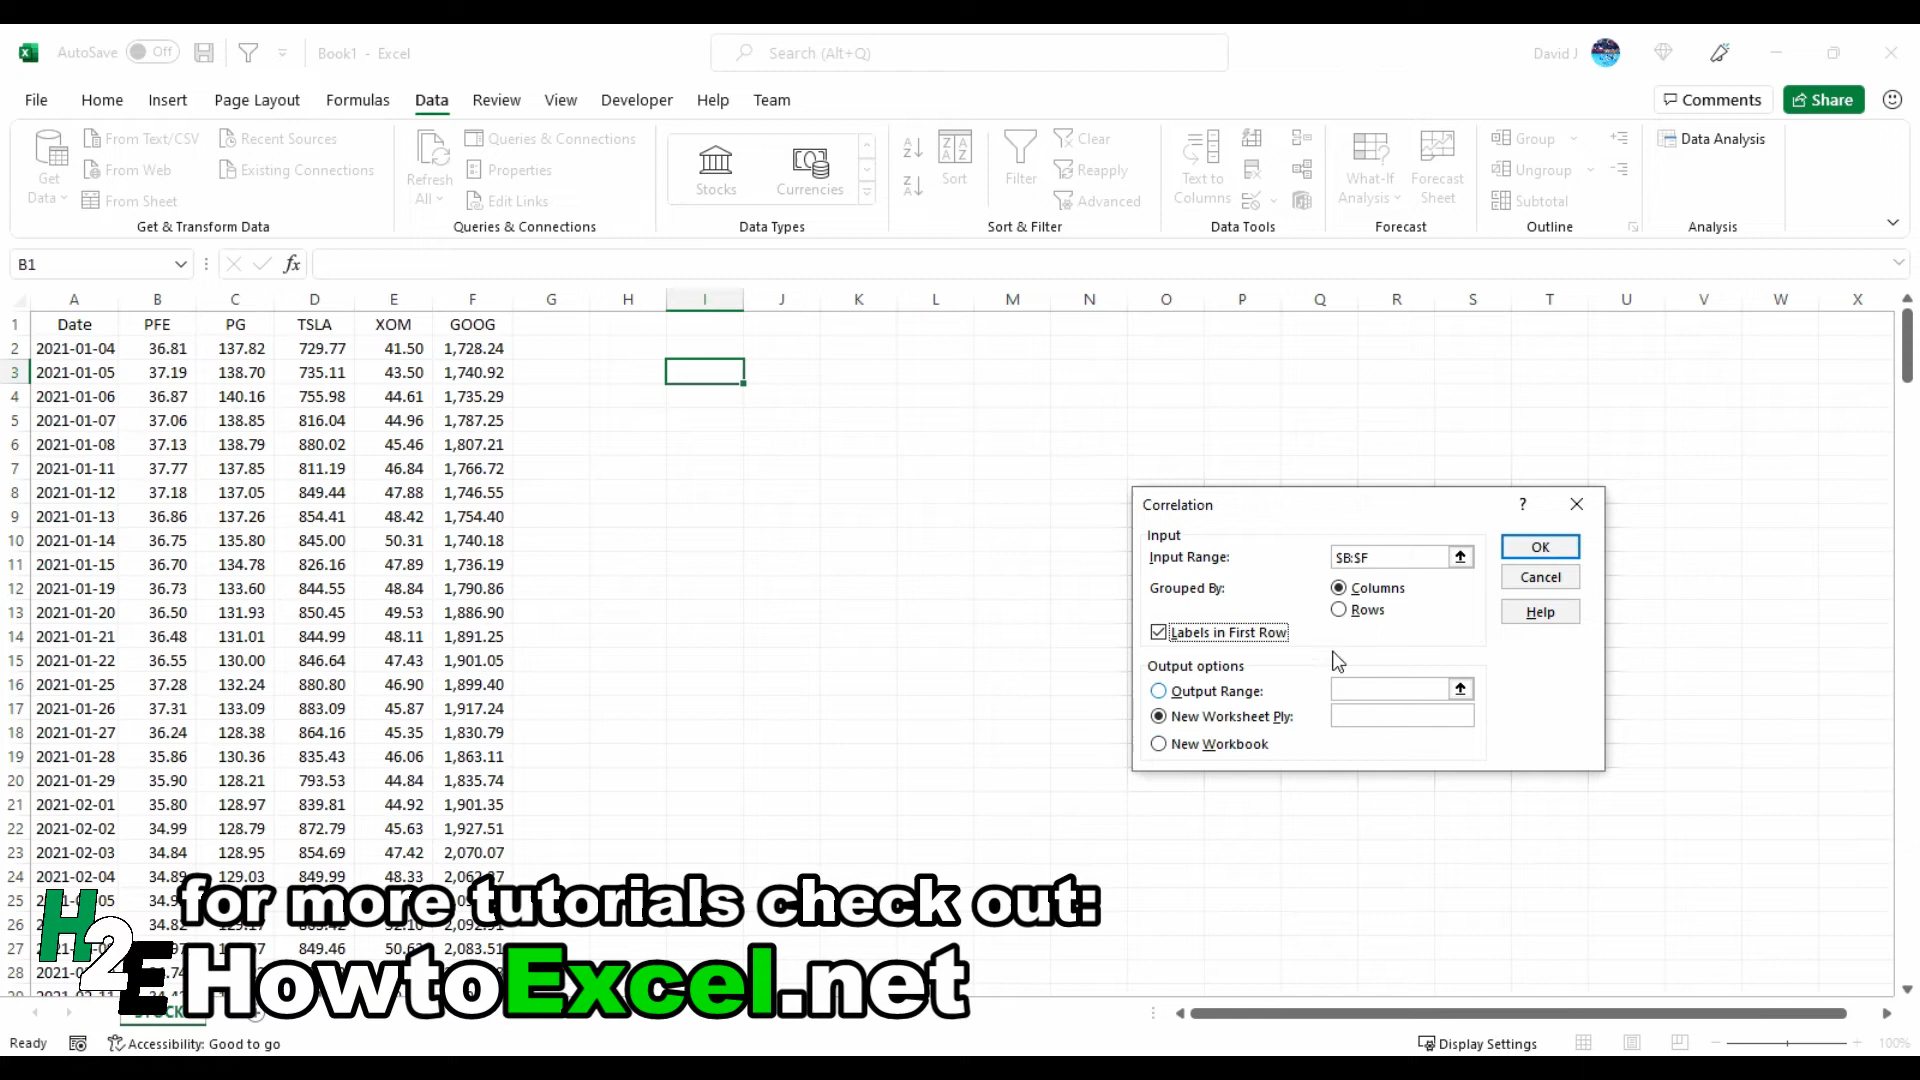 AutoSave Off Book1 - Excel Search (Alt+Q) David J
File Home Insert Page Layout Formulas Data Review View Developer Help Team Comments Share
Get Data From Text/CSV From Web From Sheet Recent Sources Existing Connections
Get & Transform Data
Refresh All Queries & Connections Properties Edit Links
Queries & Connections
Stocks Currencies
Data Types
Sort Filter Clear Reapply Advanced
Sort & Filter
Text to Columns
Data Tools
What-If Analysis Forecast Sheet
Forecast
Group Ungroup Subtotal
Outline
Data Analysis
Analysis
B1 fx
A B C D E F G H I J K L M N O P Q R S T U V W X
1 Date PFE PG TSLA XOM GOOG
2 2021-01-04 36.81 137.82 729.77 41.50 1,728.24
3 2021-01-05 37.19 138.70 735.11 43.50 1,740.92
4 2021-01-06 36.87 140.16 755.98 44.61 1,735.29
5 2021-01-07 37.06 138.85 816.04 44.96 1,787.25
6 2021-01-08 37.13 138.79 880.02 45.46 1,807.21
7 2021-01-11 37.77 137.85 811.19 46.84 1,766.72
8 2021-01-12 37.18 137.05 849.44 47.88 1,746.55
9 2021-01-13 36.86 137.26 854.41 48.42 1,754.40
10 2021-01-14 36.75 135.80 845.00 50.31 1,740.18
11 2021-01-15 36.70 134.78 826.16 47.89 1,736.19
12 2021-01-19 36.73 133.60 844.55 48.84 1,790.86
13 2021-01-20 36.50 131.93 850.45 49.53 1,886.90
14 2021-01-21 36.48 131.01 844.99 48.11 1,891.25
15 2021-01-22 36.55 130.00 846.64 47.43 1,901.05
16 2021-01-25 37.28 132.24 880.80 46.90 1,899.40
17 2021-01-26 37.31 133.09 883.09 45.87 1,917.24
18 2021-01-27 36.24 128.38 864.16 45.35 1,830.79
19 2021-01-28 35.86 130.36 835.43 46.06 1,863.11
20 2021-01-29 35.90 128.21 793.53 44.84 1,835.74
21 2021-02-01 35.80 128.97 839.81 44.92 1,901.35
22 2021-02-02 34.99 128.79 872.79 45.63 1,927.51
23 2021-02-03 34.84 128.95 854.69 47.42 2,070.07
24 2021-02-04 34.89 129.03 849.99 48.33
25
26
27 849.46 2,083.51
28
Correlation ?
Input
Input Range: $B:$F OK
Grouped By: Columns Cancel
Rows Help
Labels in First Row
Output options
Output Range:
New Worksheet Ply:
New Workbook
for more tutorials check out:
H2E HowtoExcel.net
Ready Accessibility: Good to go Display Settings 100%